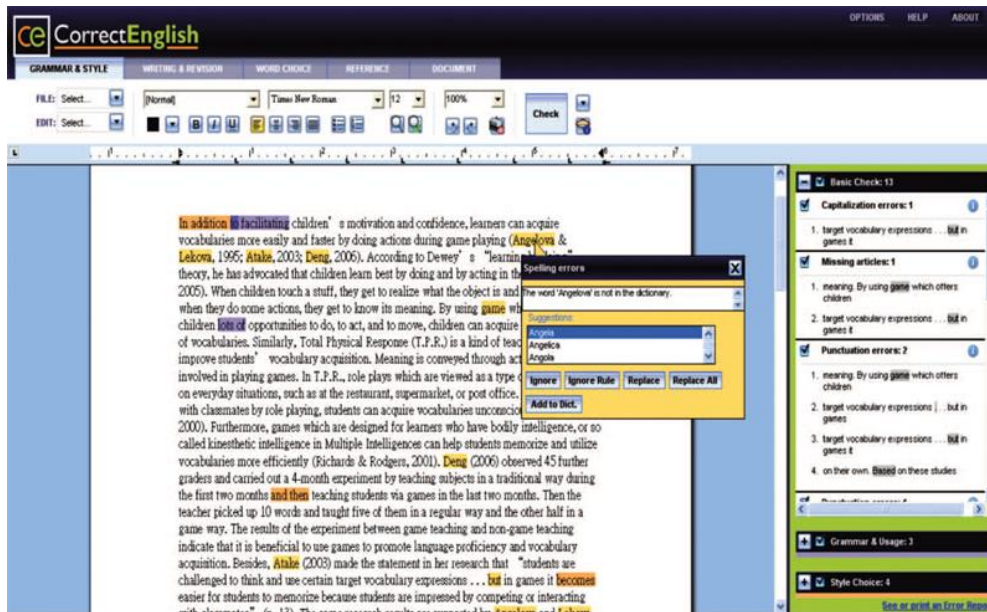 ce CorrectEnglish
OPTIONS HELP ABOUT
GRAMMAR & STYLE WRITING & REVISION WORD CHOICE REFERENCE DOCUMENT
FILE: Select... [Normal] Times New Roman 12 100% Check
EDIT: Select... B I U
In addition to facilitating children's motivation and confidence, learners can acquire
vocabularies more easily and faster by doing actions during game playing (Angelova &
Lekova, 1995; Atake, 2003; Deng, 2006). According to Dewey's "learning
theory, he has advocated that children learn best by doing and by acting in the
2005). When children touch a stuff, they get to realize what the object is and
when they do some actions, they get to know its meaning. By using game wh
children lots of opportunities to do, to act, and to move, children can acquire
of vocabularies. Similarly, Total Physical Response (T.P.R.) is a kind of teac
improve students' vocabulary acquisition. Meaning is conveyed through act
involved in playing games. In T.P.R., role plays which are viewed as a type o
on everyday situations, such as at the restaurant, supermarket, or post office.
with classmates by role playing, students can acquire vocabularies unconscio
2000). Furthermore, games which are designed for learners who have bodily intelligence, or so
called kinesthetic intelligence in Multiple Intelligences can help students memorize and utilize
vocabularies more efficiently (Richards & Rodgers, 2001). Deng (2006) observed 45 further
graders and carried out a 4-month experiment by teaching subjects in a traditional way during
the first two months and then teaching students via games in the last two months. Then the
teacher picked up 10 words and taught five of them in a regular way and the other half in a
game way. The results of the experiment between game teaching and non-game teaching
indicate that it is beneficial to use games to promote language proficiency and vocabulary
acquisition. Besides, Atake (2003) made the statement in her research that "students are
challenged to think and use certain target vocabulary expressions . . . but in games it becomes
easier for students to memorize because students are impressed by competing or interacting
Spelling errors X
The word 'Angelova' is not in the dictionary.
Suggestions
Angela
Angelica
Angola
Ignore Ignore Rule Replace Replace All
Add to Dict.
Basic Check: 13
Capitalization errors: 1
1. target vocabulary expressions . . . but in
games it
Missing articles: 1
1. meaning. By using game which offers
children
2. target vocabulary expressions . . . but in
games it
Punctuation errors: 2
1. meaning. By using game which offers
children
2. target vocabulary expressions . . . but in
games
3. target vocabulary expressions . . . but in
games it
4. on their own. Based on these studies
Grammar & Usage: 3
Style Choice: 4
See or print an Error Repo